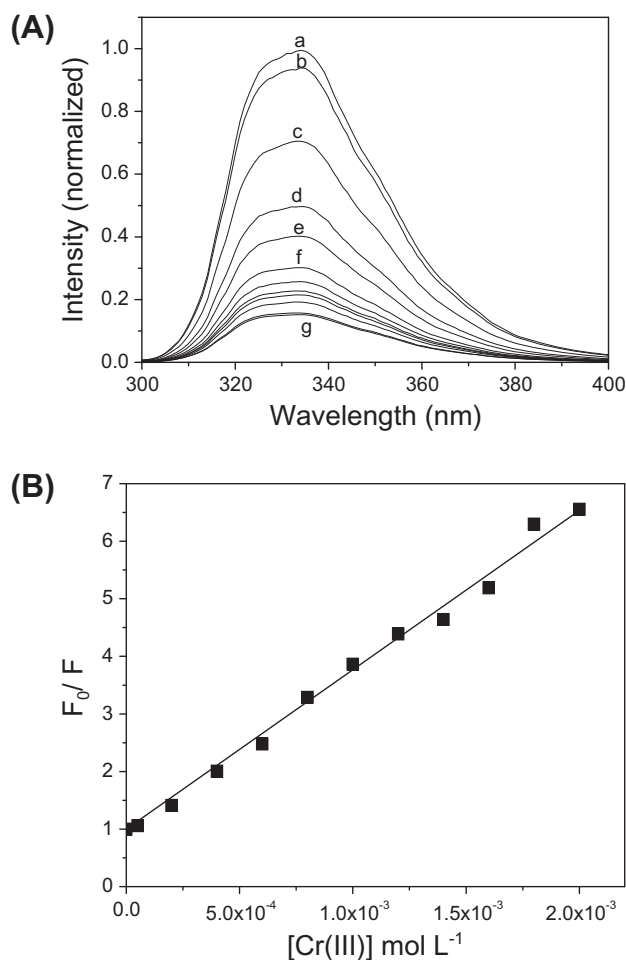 (A)
Intensity (normalized)
1.0
0.8
0.6
0.4
0.2
0.0
a
b
c
d
e
f
g
300 320 340 360 380 400
Wavelength (nm)
(B)
F₀/ F
7
6
5
4
3
2
1
0
0.0 5.0x10⁻⁴ 1.0x10⁻³ 1.5x10⁻³ 2.0x10⁻³
[Cr(III)] mol L⁻¹